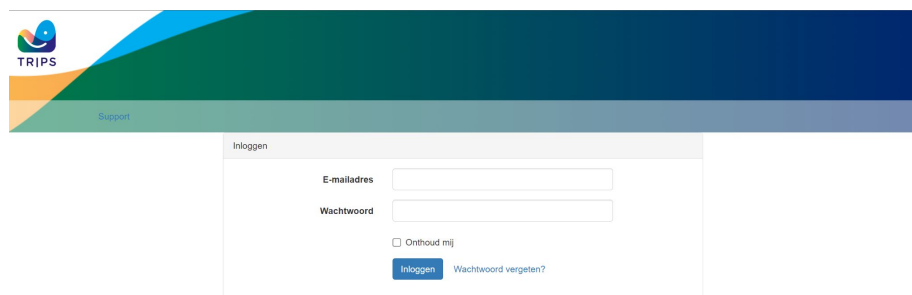 TRIPS
Support
Inloggen
E-mailadres
Wachtwoord
Onthoud mij
Inloggen Wachtwoord vergeten?